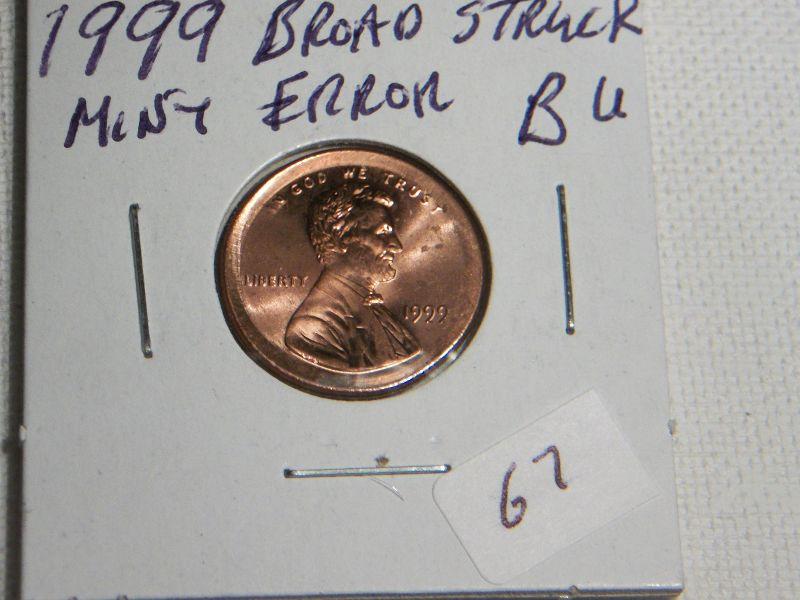 1999 BROAD STRUCK
MINT ERROR BU
IN GOD WE TRUST
LIBERTY
1999
67